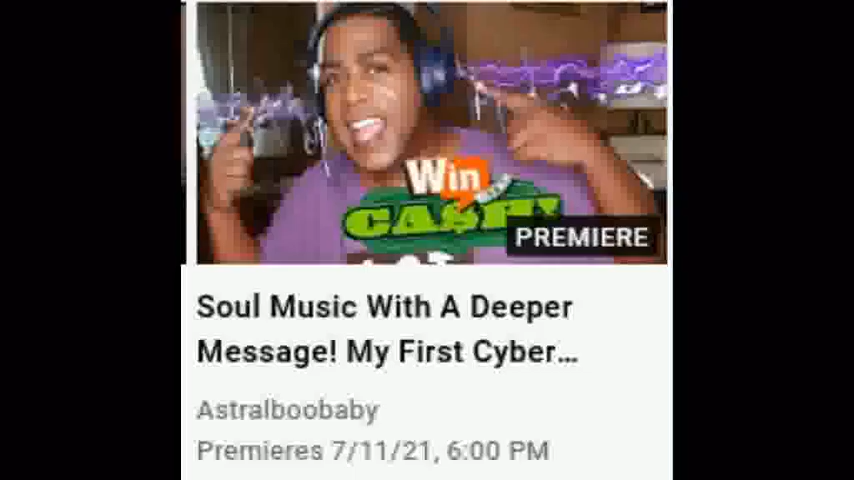 Win
CA$H!
PREMIERE
Soul Music With A Deeper
Message! My First Cyber...
Astralboobaby
Premieres 7/11/21, 6:00 PM